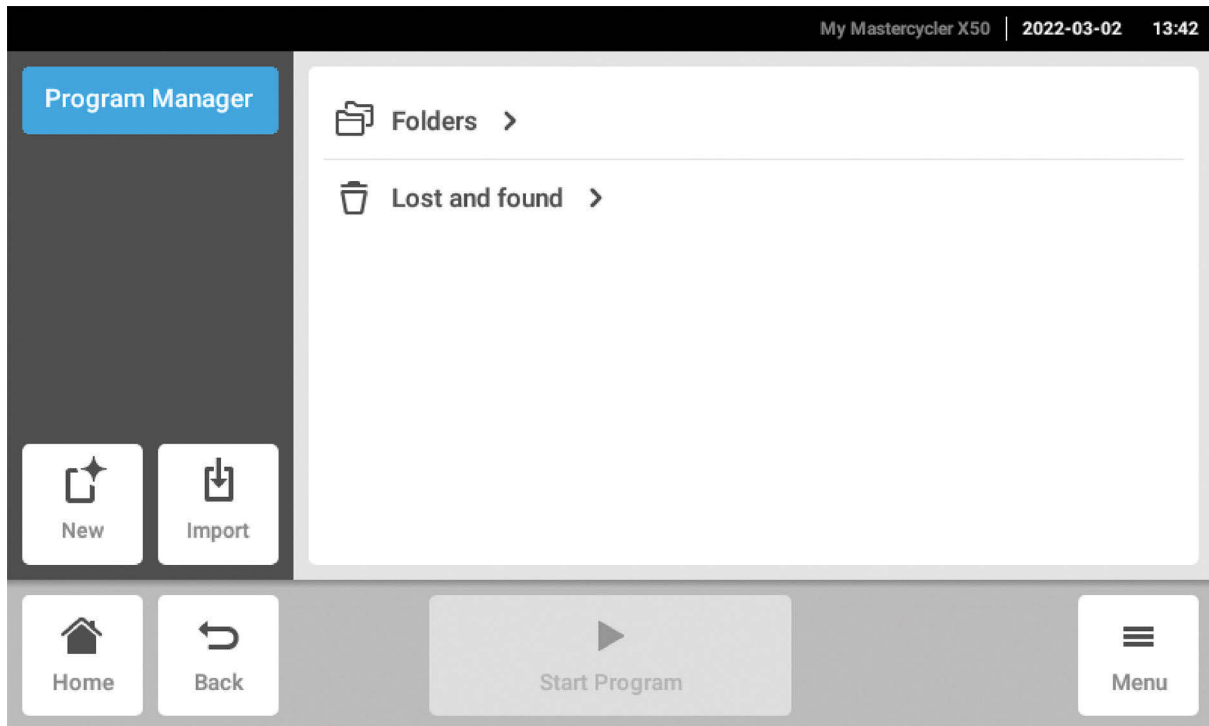 My Mastercycler X50 | 2022-03-02 13:42
Program Manager
Folders
Lost and found
New
Import
Home
Back
Start Program
Menu